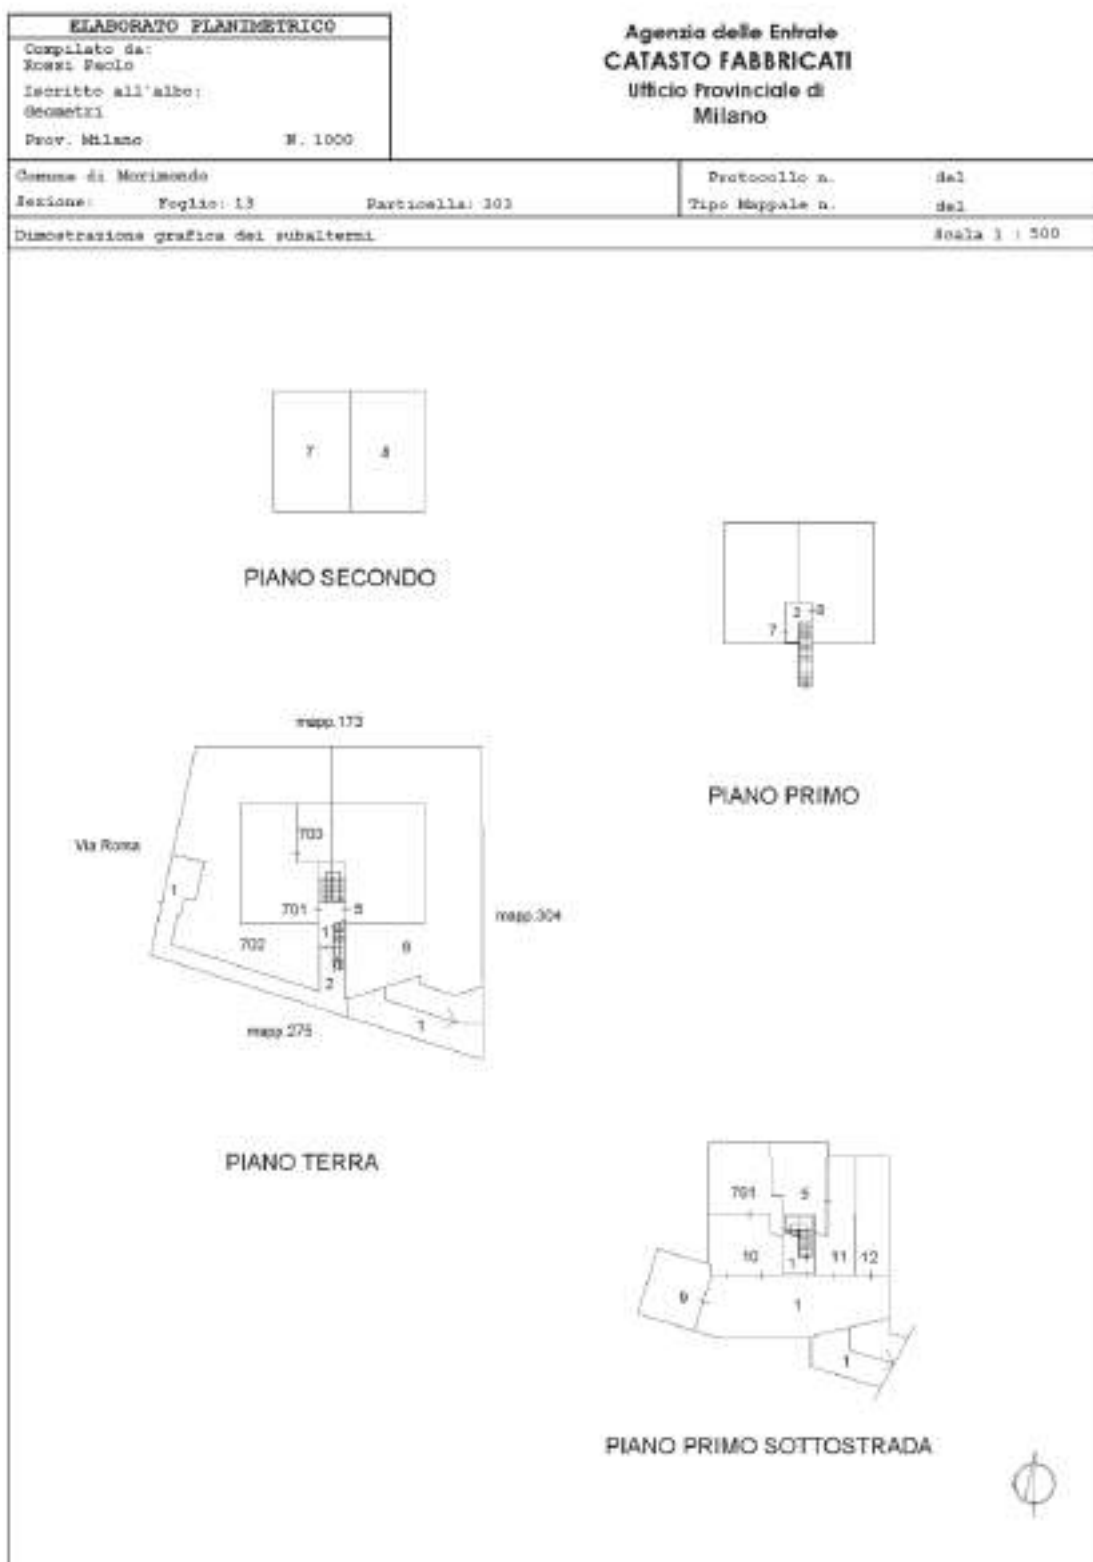 ELABORATO PLANIMETRICO
Compilato da:
Rossi Paolo
Iscritto all'albo:
Geometri
Prov. Milano N. 1000
Agenzia delle Entrate
CATASTO FABBRICATI
Ufficio Provinciale di
Milano
Comune di Morimondo
Sezione: Foglio: 13 Particella: 303
Protocollo n. del
Tipo Mappale n. del
Dimostrazione grafica dei subalterni Scala 1 : 500
7 8
PIANO SECONDO
2 8
7
PIANO PRIMO
mapp.173
Via Roma
703
1
701 5
mapp.304
702 1 6
2
mapp.275 1
PIANO TERRA
701 5
10 1 11 12
9 1
1
PIANO PRIMO SOTTOSTRADA